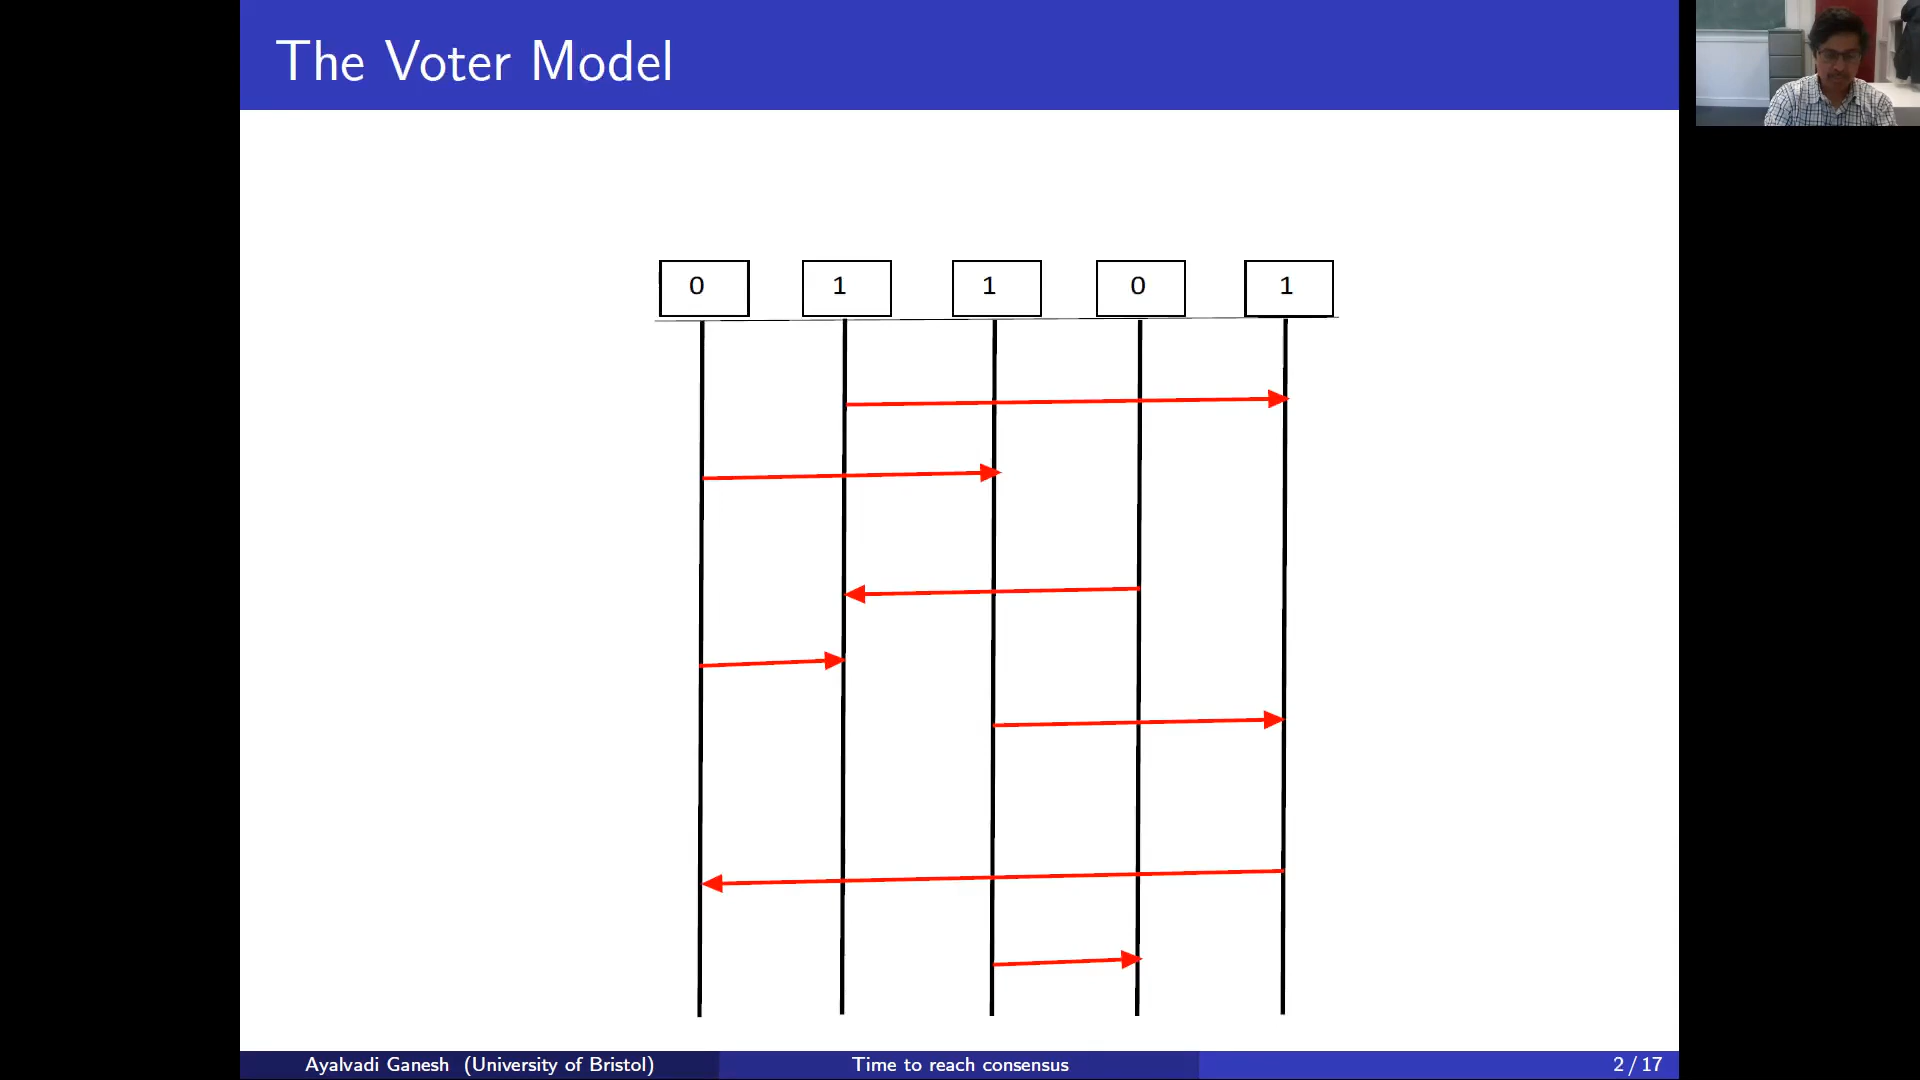 The Voter Model
0 1 1 0 1
Ayalvadi Ganesh (University of Bristol) Time to reach consensus 2 / 17